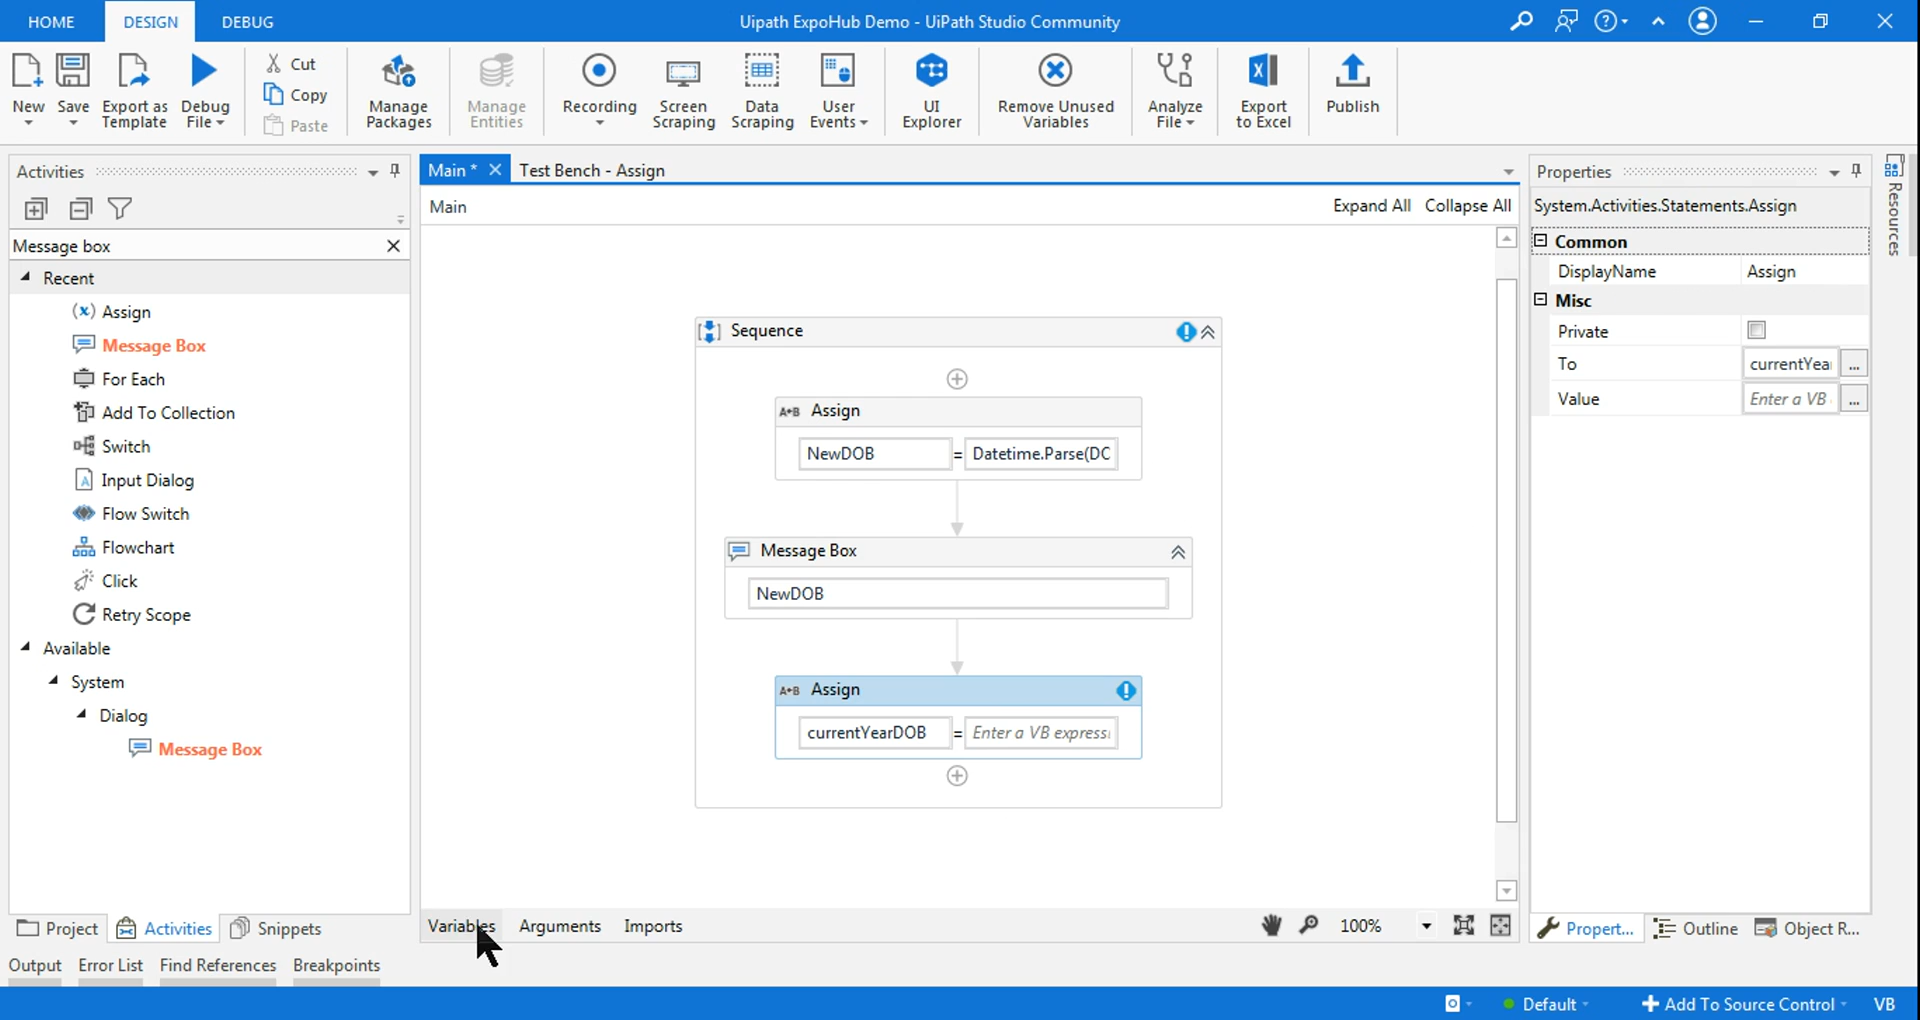 HOME DESIGN DEBUG
Uipath ExpoHub Demo - UiPath Studio Community
New
Save
Export as
Template
Debug
File
Cut
Copy
Paste
Manage
Packages
Manage
Entities
Recording
Screen
Scraping
Data
Scraping
User
Events
UI
Explorer
Remove Unused
Variables
Analyze
File
Export
to Excel
Publish
Activities
Message box
Recent
(x) Assign
Message Box
For Each
Add To Collection
Switch
Input Dialog
Flow Switch
Flowchart
Click
Retry Scope
Available
System
Dialog
Message Box
Project Activities Snippets
Main * Test Bench - Assign
Main Expand All Collapse All
Sequence
A+B Assign
NewDOB = Datetime.Parse(DO
Message Box
NewDOB
A+B Assign
currentYearDOB = Enter a VB expressi
Variables Arguments Imports 100%
Properties
System.Activities.Statements.Assign
Common
DisplayName Assign
Misc
Private
To currentYea ...
Value Enter a VB ...
Propert... Outline Object R...
Resources
Output Error List Find References Breakpoints
Default Add To Source Control VB